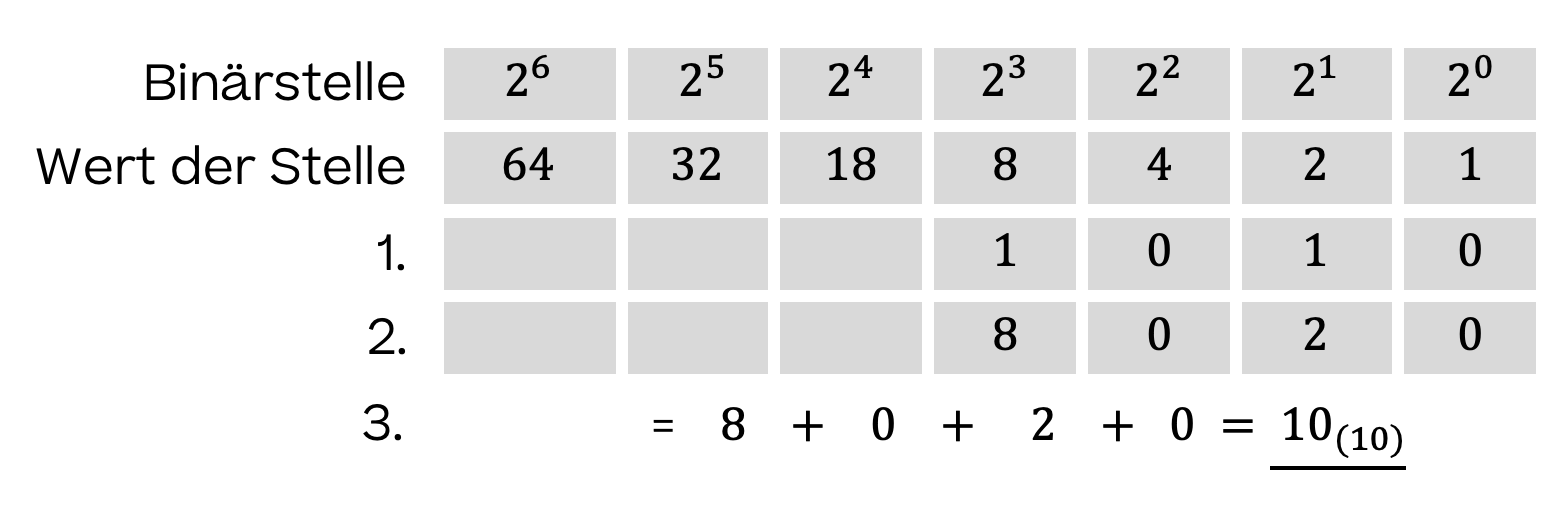 Binärstelle 2⁶ 2⁵ 2⁴ 2³ 2² 2¹ 2⁰
Wert der Stelle 64 32 18 8 4 2 1
1. 1 0 1 0
2. 8 0 2 0
3. = 8 + 0 + 2 + 0 = 10₍₁₀₎